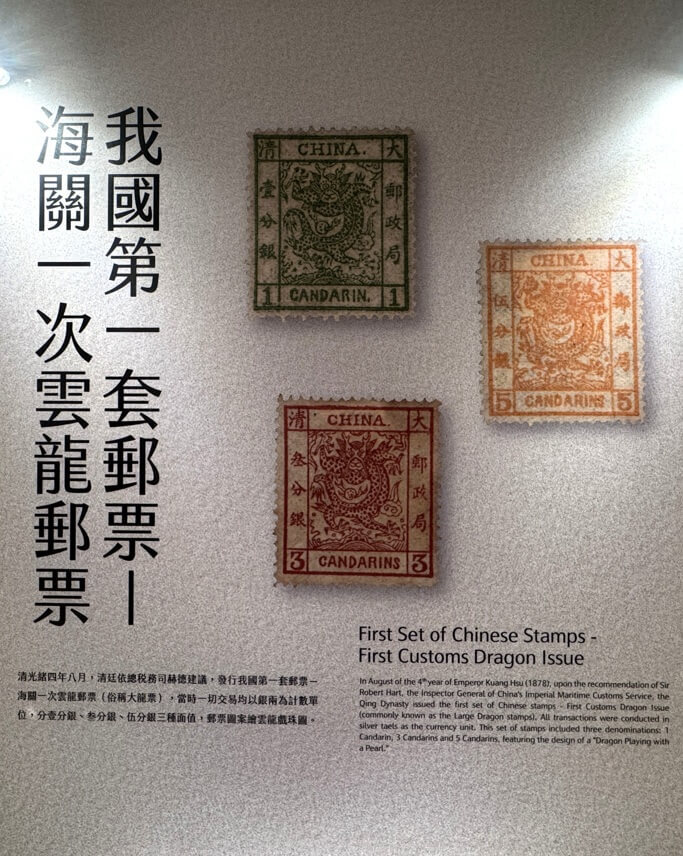 我國第一套郵票—
海關一次雲龍郵票
清 CHINA. 大
壹分銀
郵政局
1 CANDARIN. 1
清 CHINA. 大
伍分銀
郵政局
5 CANDARINS 5
清 CHINA. 大
叁分銀
郵政局
3 CANDARINS 3
清光緒四年八月，清廷依總稅務司赫德建議，發行我國第一套郵票—
海關一次雲龍郵票（俗稱大龍票），當時一切交易均以銀兩為計數單
位，分壹分銀、叁分銀、伍分銀三種面值，郵票圖案繪雲龍戲珠圖。
First Set of Chinese Stamps -
First Customs Dragon Issue
In August of the 4th year of Emperor Kuang Hsu (1878), upon the recommendation of Sir
Robert Hart, the Inspector General of China's Imperial Maritime Customs Service, the
Qing Dynasty issued the first set of Chinese stamps - First Customs Dragon Issue
(commonly known as the Large Dragon stamps). All transactions were conducted in
silver taels as the currency unit. This set of stamps included three denominations: 1
Candarin, 3 Candarins and 5 Candarins, featuring the design of a "Dragon Playing with
a Pearl."